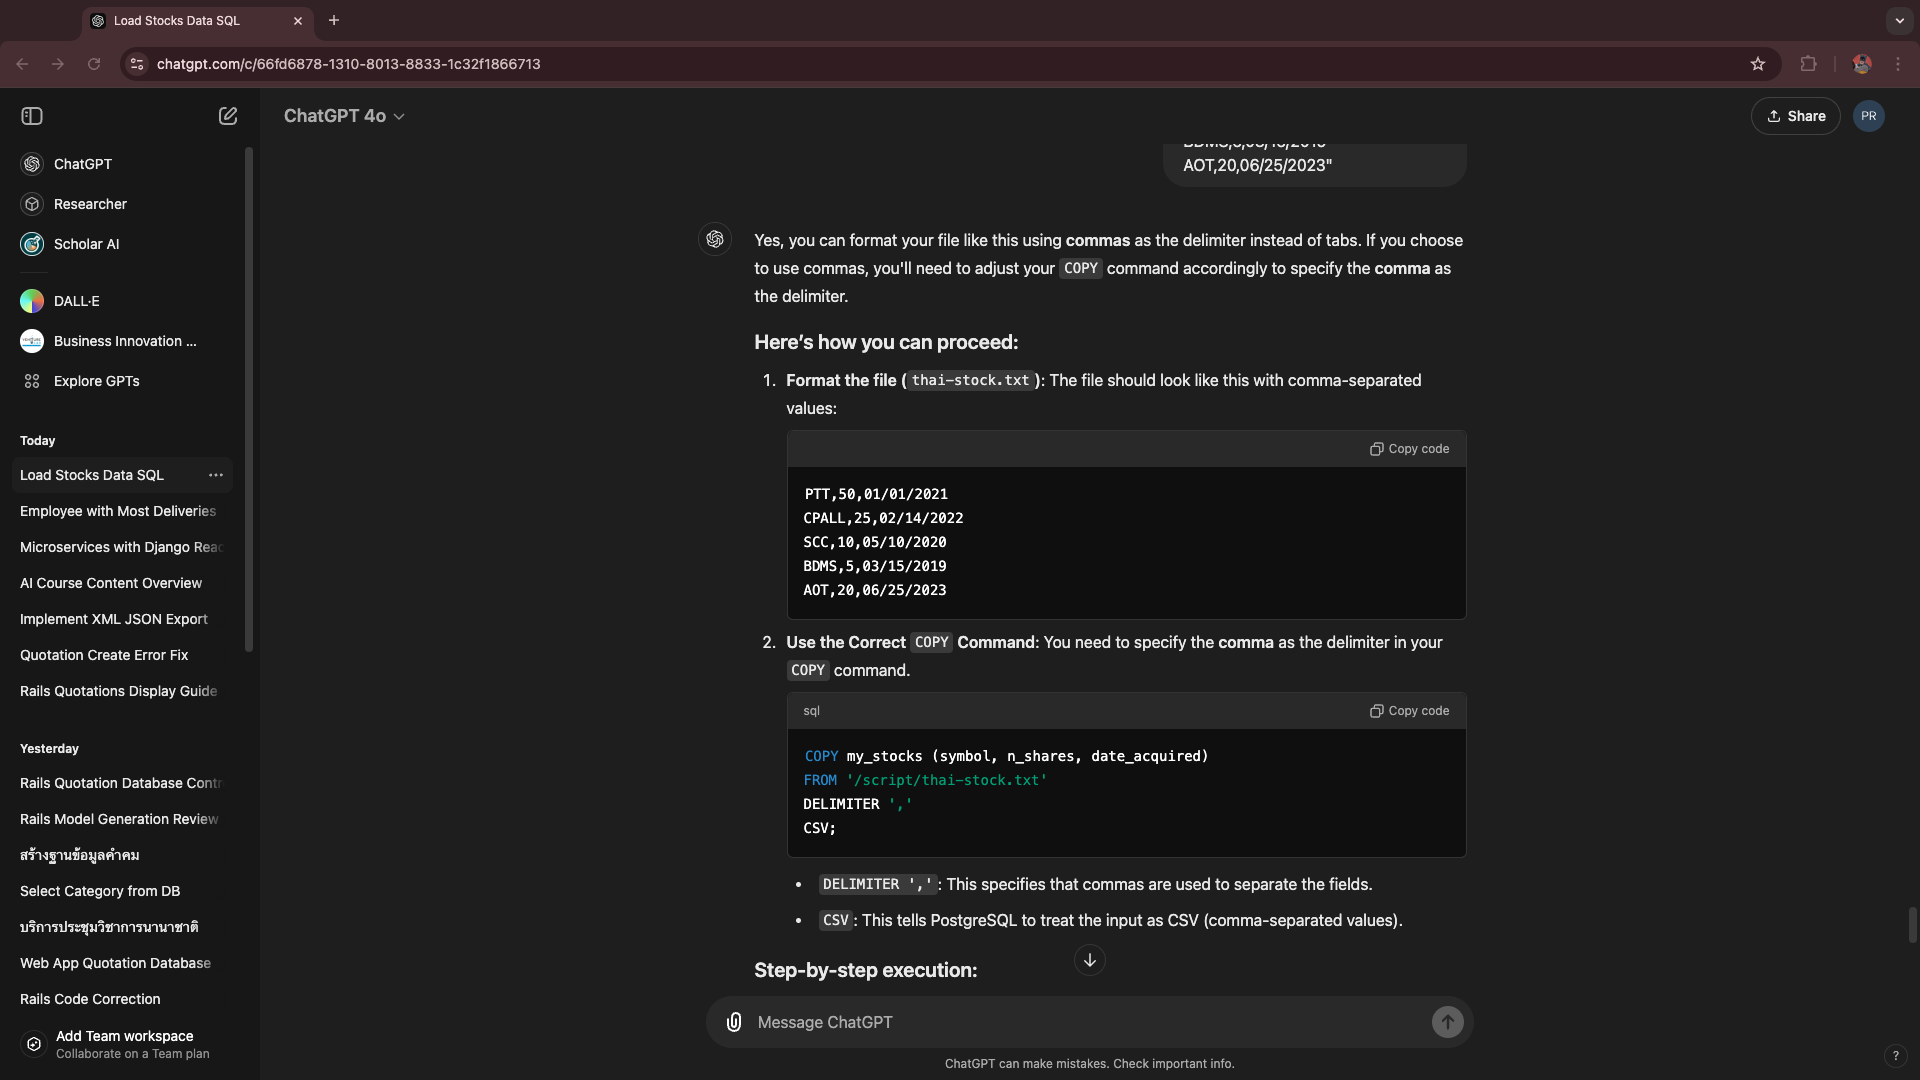 Load Stocks Data SQL
chatgpt.com/c/66fd6878-1310-8013-8833-1c32f1866713
ChatGPT
Researcher
Scholar AI
DALL·E
Business Innovation ...
Explore GPTs
Today
Load Stocks Data SQL
Employee with Most Deliveries
Microservices with Django Reac
AI Course Content Overview
Implement XML JSON Export
Quotation Create Error Fix
Rails Quotations Display Guide
Yesterday
Rails Quotation Database Contr
Rails Model Generation Review
สร้างฐานข้อมูลคำคม
Select Category from DB
บริการประชุมวิชาการนานาชาติ
Web App Quotation Database
Rails Code Correction
Add Team workspace
Collaborate on a Team plan
ChatGPT 4o
Share
PR
BDMS,5,03/15/2019
AOT,20,06/25/2023"
Yes, you can format your file like this using commas as the delimiter instead of tabs. If you choose
to use commas, you'll need to adjust your COPY command accordingly to specify the comma as
the delimiter.
Here’s how you can proceed:
1. Format the file (thai-stock.txt): The file should look like this with comma-separated
values:
Copy code
PTT,50,01/01/2021
CPALL,25,02/14/2022
SCC,10,05/10/2020
BDMS,5,03/15/2019
AOT,20,06/25/2023
2. Use the Correct COPY Command: You need to specify the comma as the delimiter in your
COPY command.
sql
Copy code
COPY my_stocks (symbol, n_shares, date_acquired)
FROM '/script/thai-stock.txt'
DELIMITER ','
CSV;
• DELIMITER ',': This specifies that commas are used to separate the fields.
• CSV: This tells PostgreSQL to treat the input as CSV (comma-separated values).
Step-by-step execution:
Message ChatGPT
ChatGPT can make mistakes. Check important info.
?